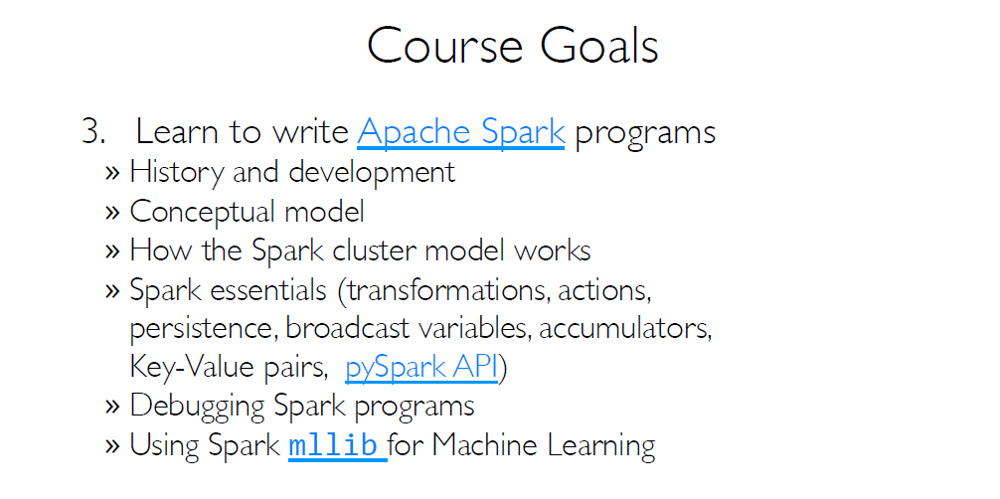 Course Goals
3. Learn to write Apache Spark programs
» History and development
» Conceptual model
» How the Spark cluster model works
» Spark essentials (transformations, actions,
persistence, broadcast variables, accumulators,
Key-Value pairs, pySpark API)
» Debugging Spark programs
» Using Spark mllib for Machine Learning